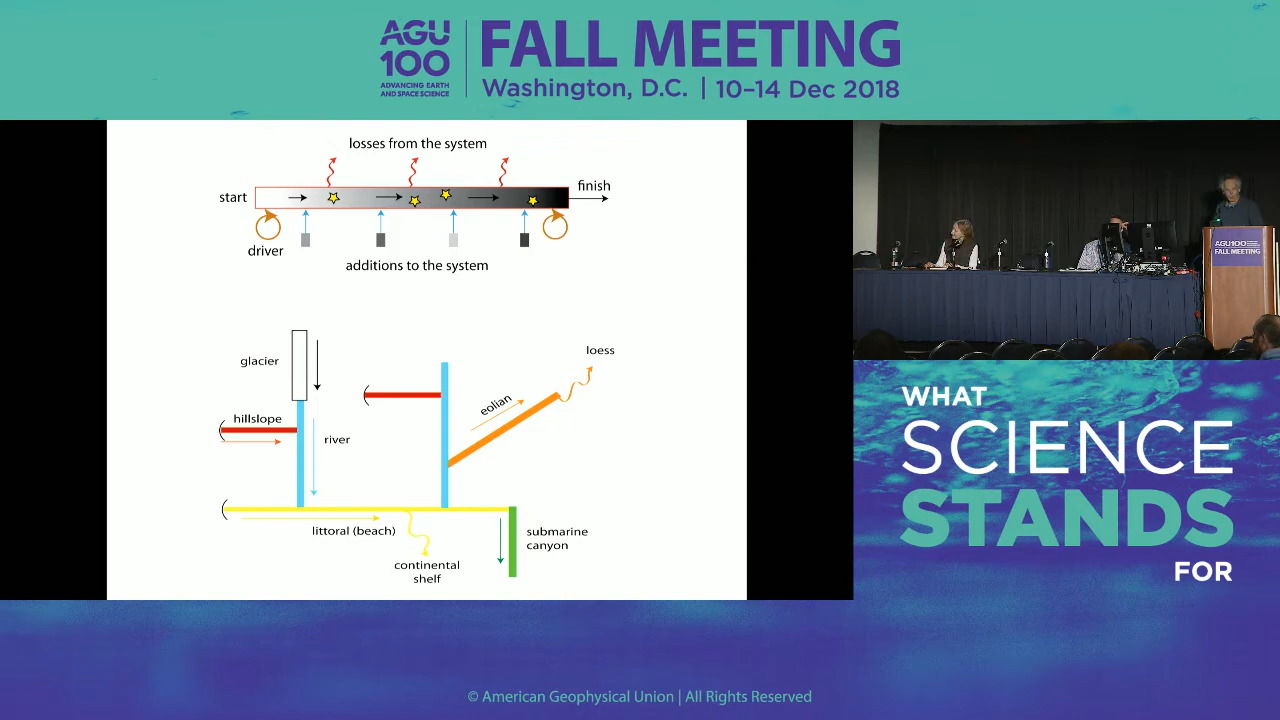 AGU
100
ADVANCING EARTH
AND SPACE SCIENCE
FALL MEETING
Washington, D.C. | 10–14 Dec 2018
losses from the system
start
finish
driver
additions to the system
glacier
hillslope
river
loess
eolian
littoral (beach)
submarine
canyon
continental
shelf
AGU100
FALL MEETING
WHAT
SCIENCE
STANDS
FOR
© American Geophysical Union | All Rights Reserved